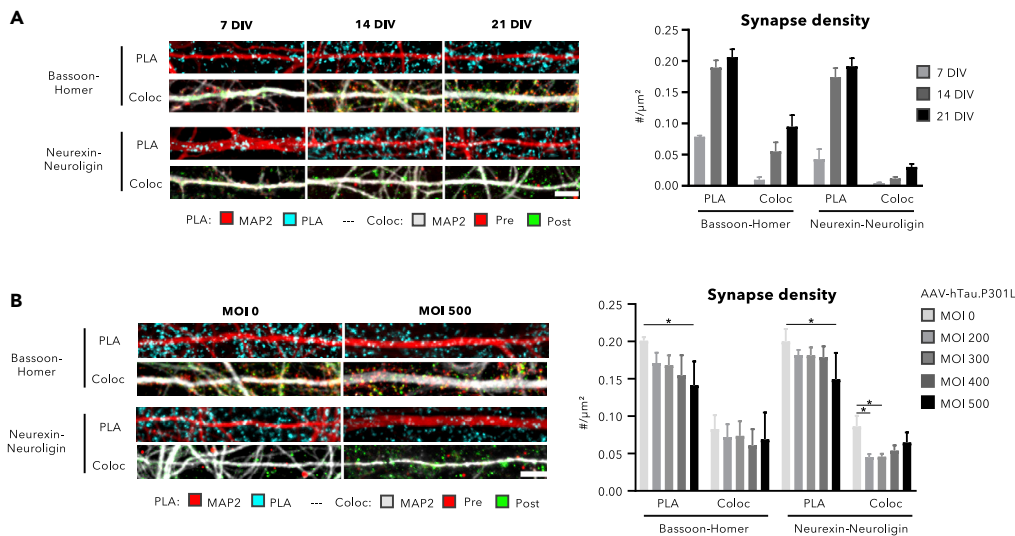 A
7 DIV 14 DIV 21 DIV
Bassoon-
Homer
PLA
Coloc
Neurexin-
Neuroligin
PLA
Coloc
PLA: MAP2 PLA --- Coloc: MAP2 Pre Post
Synapse density
#/µm²
0.20
0.15
0.10
0.05
0.00
PLA Coloc PLA Coloc
Bassoon-Homer Neurexin-Neuroligin
7 DIV
14 DIV
21 DIV
B
MOI 0 MOI 500
Bassoon-
Homer
PLA
Coloc
Neurexin-
Neuroligin
PLA
Coloc
PLA: MAP2 PLA --- Coloc: MAP2 Pre Post
Synapse density
#/µm²
0.25
0.20
0.15
0.10
0.05
0.00
* * * *
PLA Coloc PLA Coloc
Bassoon-Homer Neurexin-Neuroligin
AAV-hTau.P301L
MOI 0
MOI 200
MOI 300
MOI 400
MOI 500